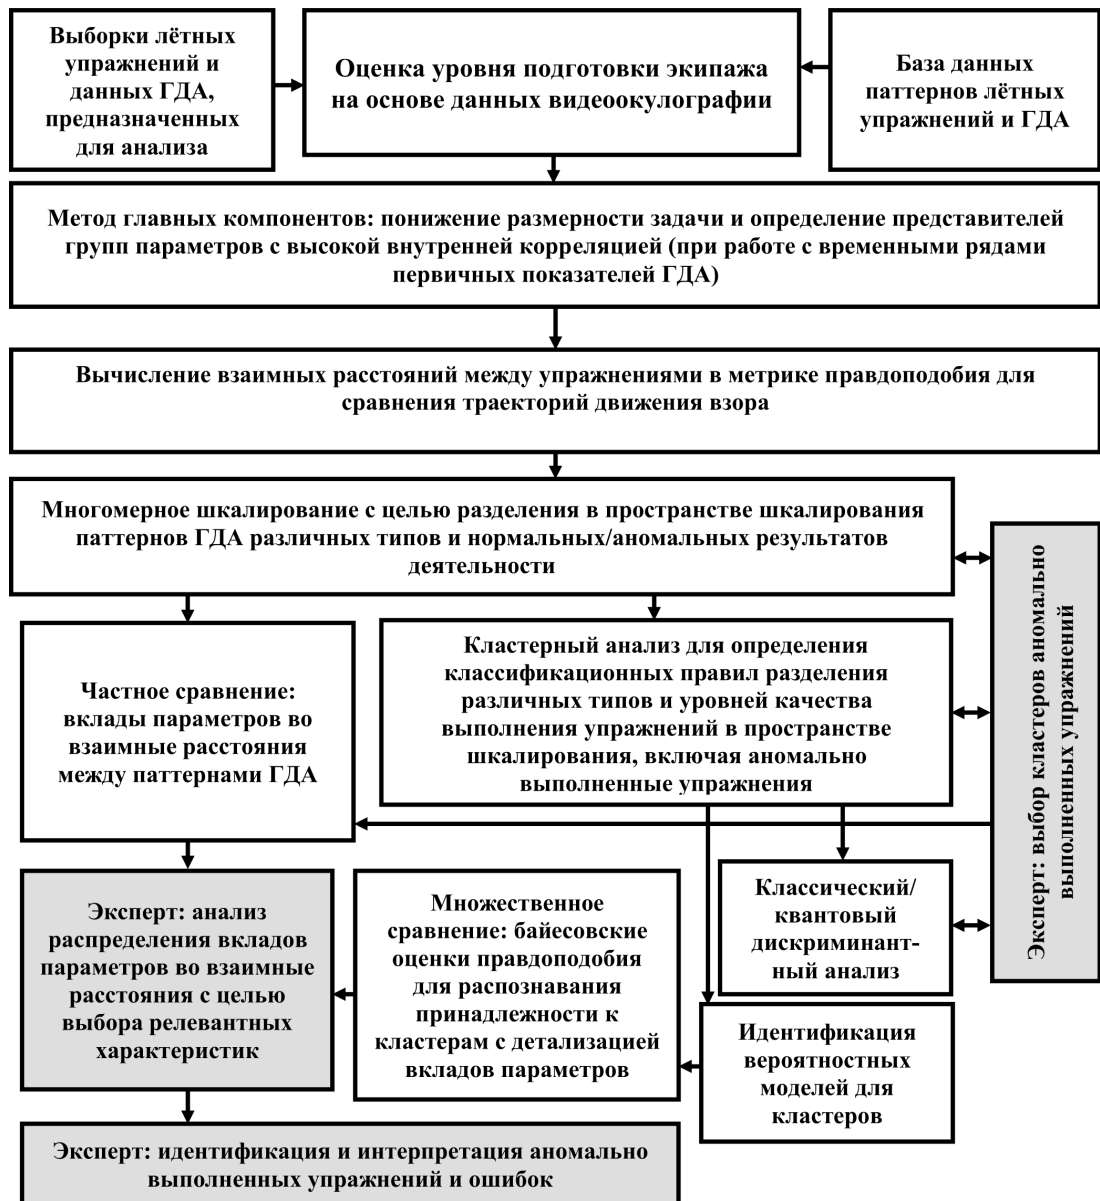 Выборки лётных
упражнений и
данных ГДА,
предназначенных
для анализа
Оценка уровня подготовки экипажа
на основе данных видеоокулографии
База данных
паттернов лётных
упражнений и ГДА
Метод главных компонентов: понижение размерности задачи и определение представителей
групп параметров с высокой внутренней корреляцией (при работе с временными рядами
первичных показателей ГДА)
Вычисление взаимных расстояний между упражнениями в метрике правдоподобия для
сравнения траекторий движения взора
Многомерное шкалирование с целью разделения в пространстве шкалирования
паттернов ГДА различных типов и нормальных/аномальных результатов
деятельности
Эксперт: выбор кластеров аномально
выполненных упражнений
Частное сравнение:
вклады параметров во
взаимные расстояния
между паттернами ГДА
Кластерный анализ для определения
классификационных правил разделения
различных типов и уровней качества
выполнения упражнений в пространстве
шкалирования, включая аномально
выполненные упражнения
Эксперт: анализ
распределения вкладов
параметров во взаимные
расстояния с целью
выбора релевантных
характеристик
Множественное
сравнение: байесовские
оценки правдоподобия
для распознавания
принадлежности к
кластерам с детализацией
вкладов параметров
Классический/
квантовый
дискриминант-
ный анализ
Идентификация
вероятностных
моделей для
кластеров
Эксперт: идентификация и интерпретация аномально
выполненных упражнений и ошибок